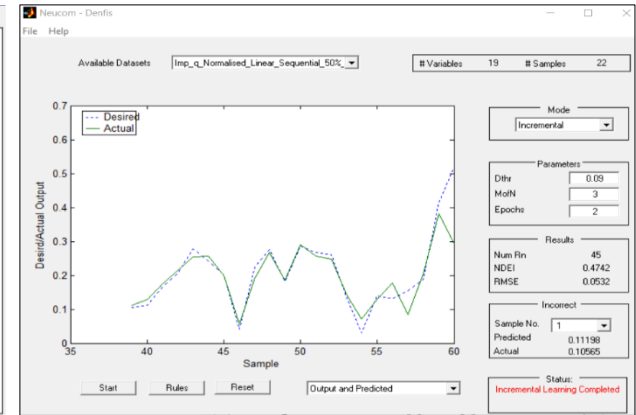 Neucom - Denfis
File Help
Available Datasets Imp_q_Normalised_Linear_Sequential_50%_
# Variables 19 # Samples 22
Mode
Incremental
Parameters
Dthr 0.09
MofN 3
Epochs 2
Results
Num Rn 45
NDEI 0.4742
RMSE 0.0532
Incorrect
Sample No. 1
Predicted 0.11198
Actual 0.10565
Status:
Incremental Learning Completed
Desired
Actual
Desird/Actual Output
0.7
0.6
0.5
0.4
0.3
0.2
0.1
0
35 40 45 50 55 60
Sample
Start Rules Reset Output and Predicted